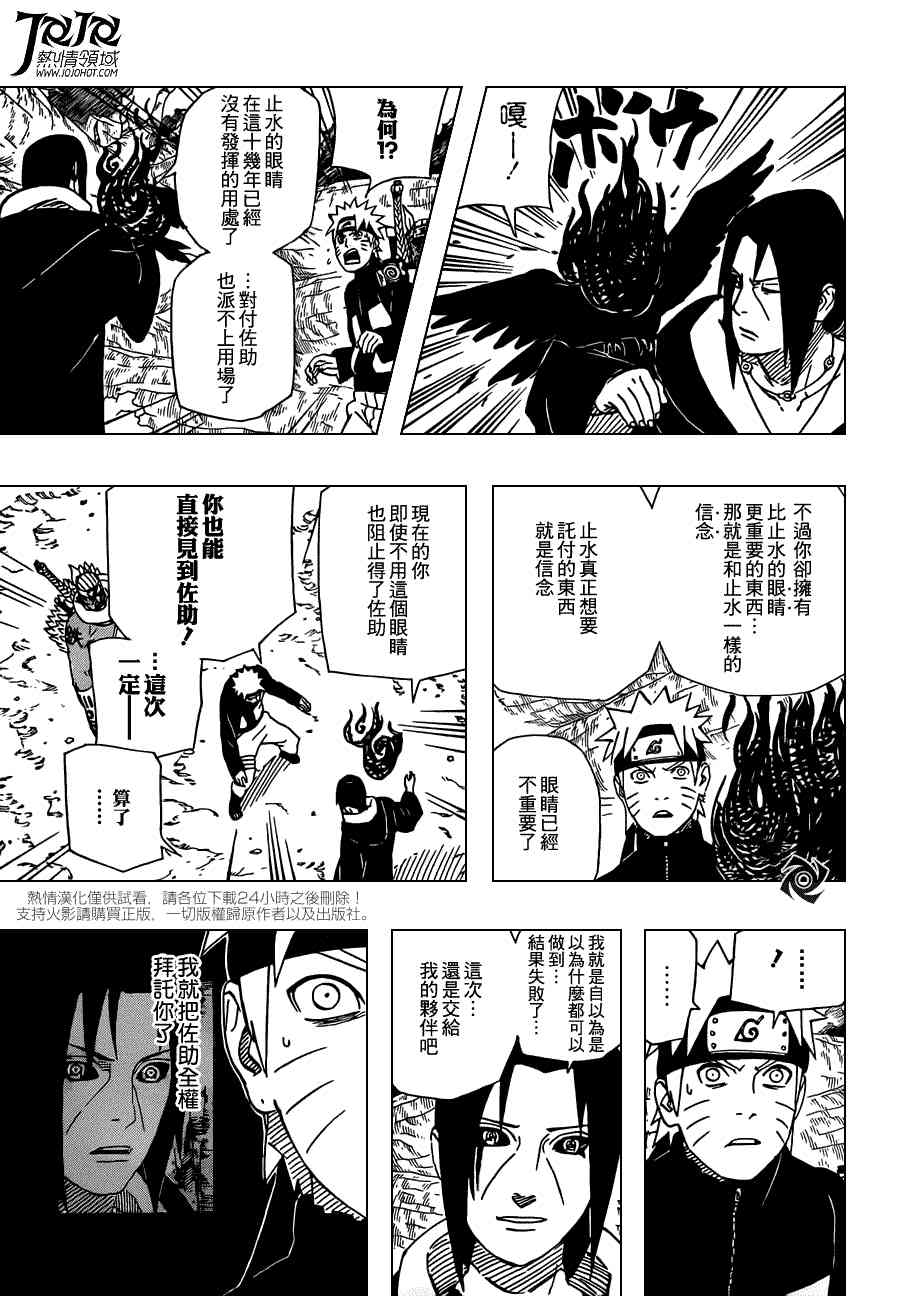 JOJO
熱情領域
WWW.JOJOHOT.COM
嘎
—！
ボウ
為何!?
止水的眼睛
在這十幾年已經
沒有發揮的用處了
…對付佐助
也派不上用場了
不過你卻擁有
比止水的眼睛
更重要的東西…
那就是和止水一樣的
信念
止水真正想要
託付的東西
就是信念
眼睛已經
不重要了
現在的你
即使不用這個眼睛
也阻止得了佐助
你也能
直接見到佐助！
…這次
一定——
算了
……
熱情漢化僅供試看，請各位下載24小時之後刪除！
支持火影請購買正版，一切版權歸原作者以及出版社。
……
！
……
我就是自以為是
以為什麼都可以
做到…
結果失敗了…
這次…
還是交給
我的夥伴吧
我就把佐助全權
拜託你了